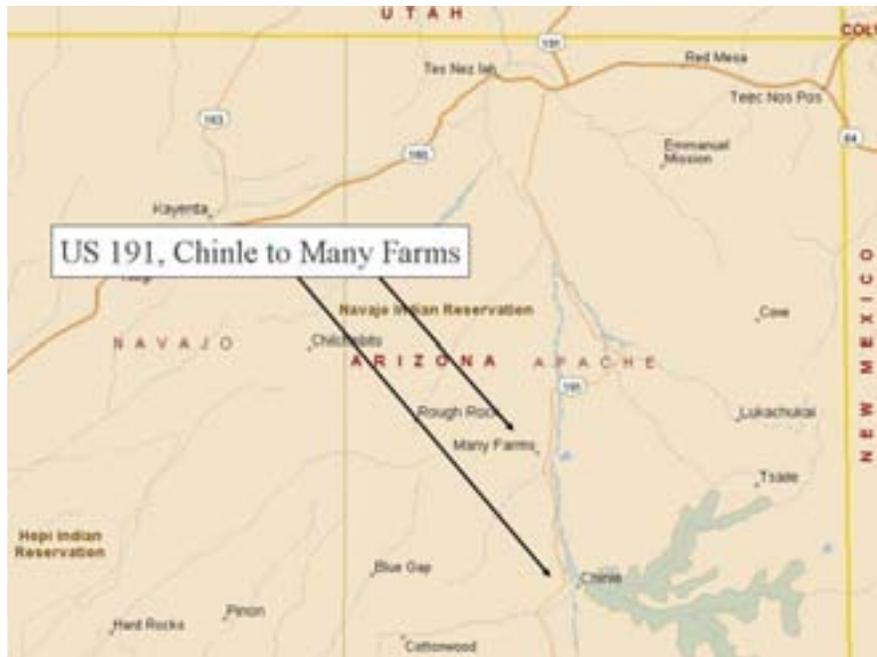 UTAH
COL
191
Red Mesa
Tes Nez Iah
Teec Nos Pos
163
160
64
Emmanuel
Mission
Kayenta
US 191, Chinle to Many Farms
Navajo Indian Reservation
Cove
NAVAJO
Chilchinbito
ARIZONA
APACHE
NEW MEXICO
191
Rough Rock
Lukachukai
Many Farms
Tsaile
Hopi Indian
Reservation
Blue Gap
Chinle
Hard Rocks
Pinon
Cottonwood